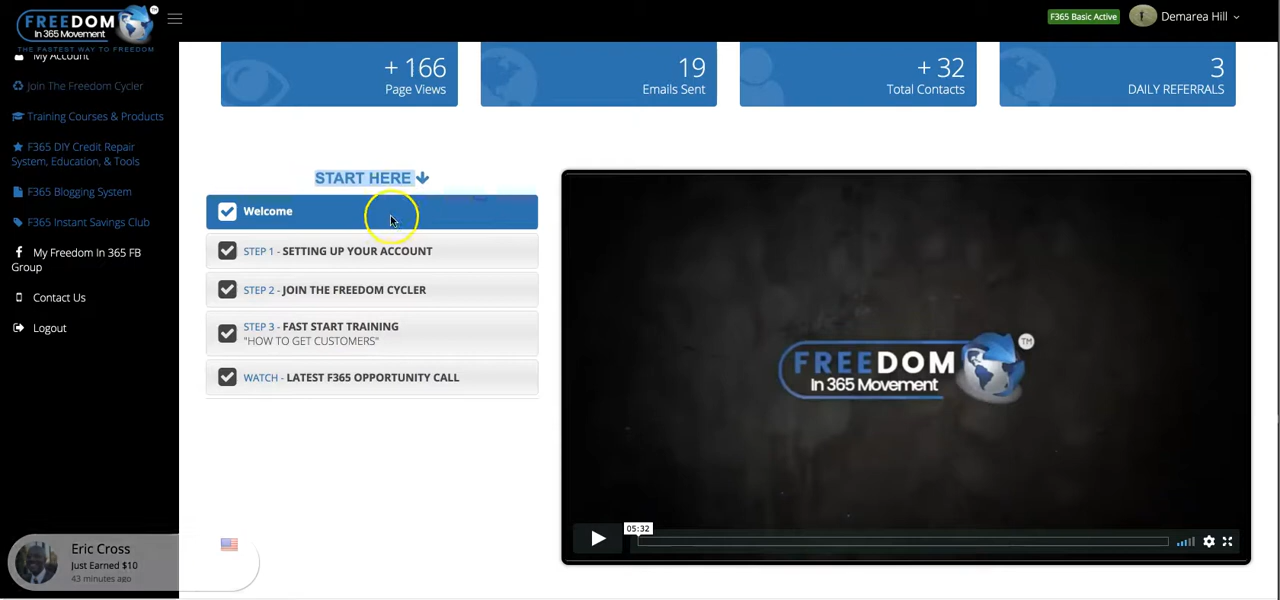 FREEDOM
TM
In 365 Movement
THE FASTEST WAY TO FREEDOM
F365 Basic Active
Demarea Hill
My Account
Join The Freedom Cycler
Training Courses & Products
F365 DIY Credit Repair
System, Education, & Tools
F365 Blogging System
F365 Instant Savings Club
My Freedom In 365 FB
Group
Contact Us
Logout
+ 166
Page Views
19
Emails Sent
+ 32
Total Contacts
3
DAILY REFERRALS
START HERE
Welcome
STEP 1 - SETTING UP YOUR ACCOUNT
STEP 2 - JOIN THE FREEDOM CYCLER
STEP 3 - FAST START TRAINING
"HOW TO GET CUSTOMERS"
WATCH - LATEST F365 OPPORTUNITY CALL
FREEDOM
TM
In 365 Movement
05:32
Eric Cross
Just Earned $10
43 minutes ago